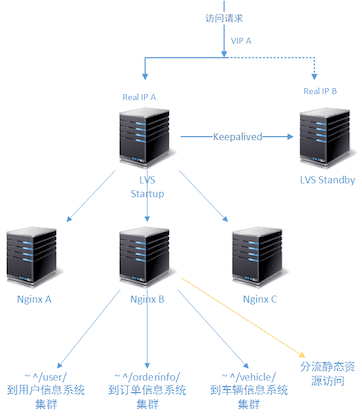 访问请求
VIP A
Real IP A
Real IP B
Keepalived
LVS
Startup
LVS Standby
Nginx A
Nginx B
Nginx C
~ ^/user/
到用户信息系统
集群
~ ^/orderinfo/
到订单信息系统
集群
~ ^/vehicle/
到车辆信息系统
集群
分流静态资
源访问